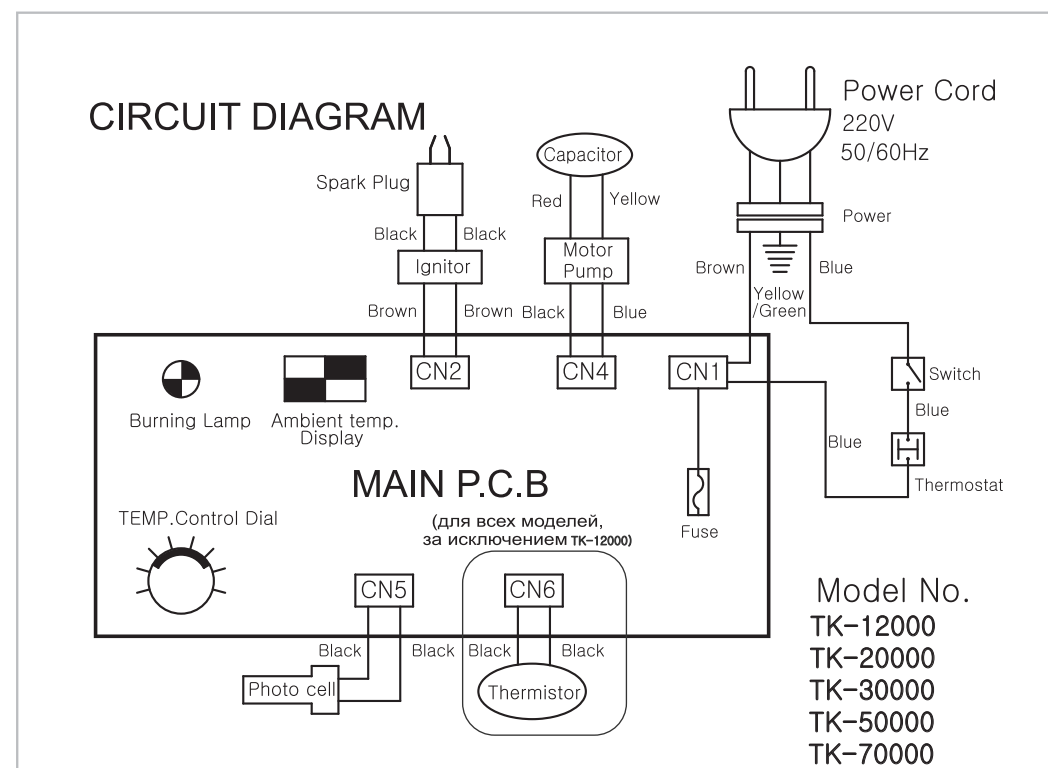 CIRCUIT DIAGRAM
Power Cord
220V
50/60Hz
Capacitor
Spark Plug
Red
Yellow
Power
Black
Black
Ignitor
Motor
Pump
Brown
Blue
Yellow
/Green
Brown
Brown
Black
Blue
CN2
CN4
CN1
Switch
Burning Lamp
Ambient temp.
Display
Blue
Blue
Thermostat
MAIN P.C.B
Fuse
TEMP.Control Dial
(для всех моделей,
за исключением TK-12000)
CN5
CN6
Black
Black
Black
Black
Photo cell
Thermistor
Model No.
TK-12000
TK-20000
TK-30000
TK-50000
TK-70000